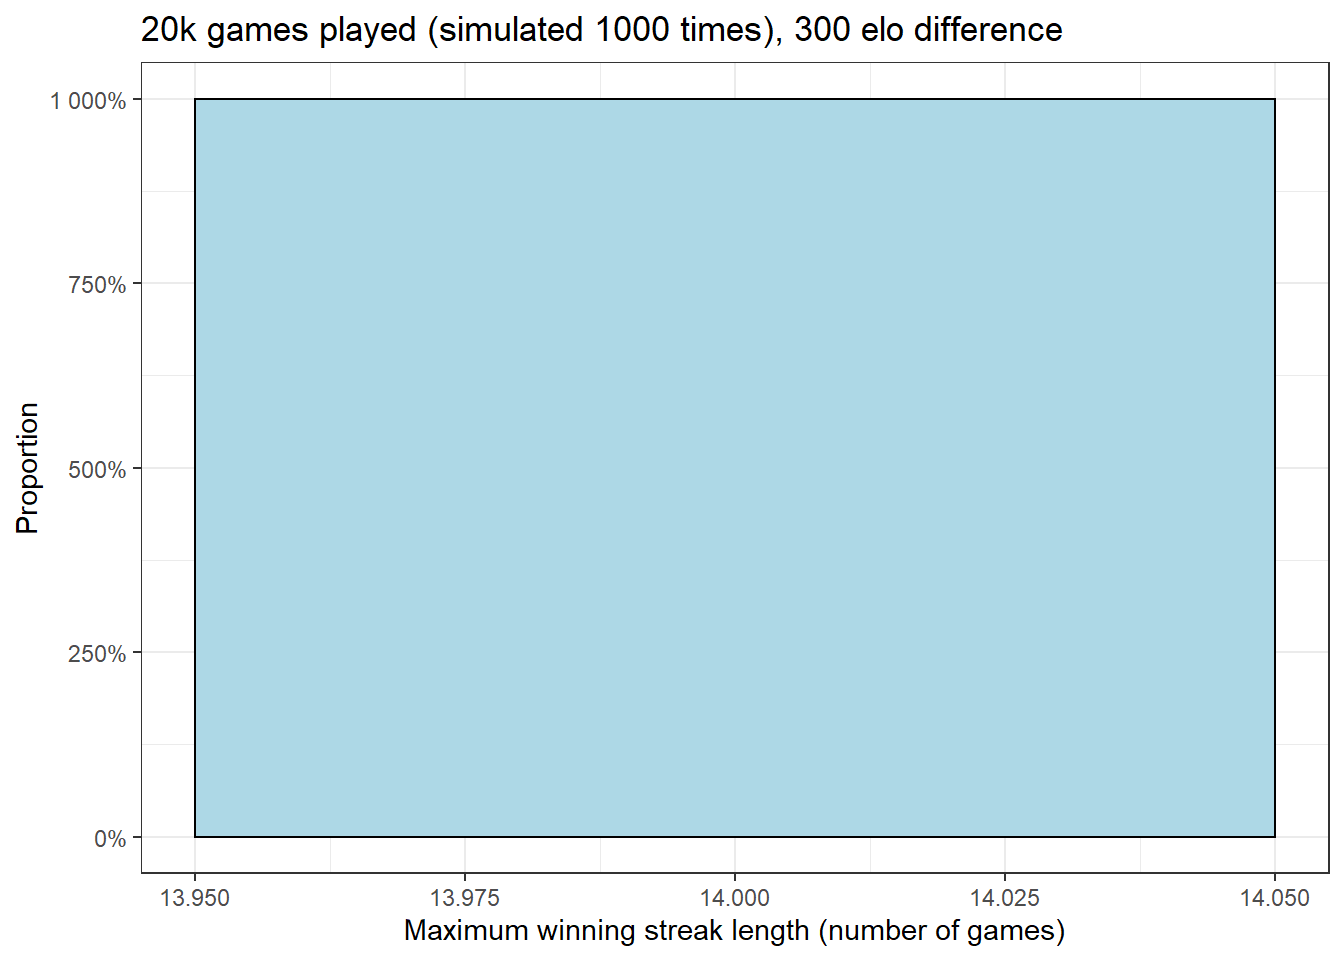 20k games played (simulated 1000 times), 300 elo difference
1 000%
750%
500%
250%
0%
Proportion
13.950 13.975 14.000 14.025 14.050
Maximum winning streak length (number of games)